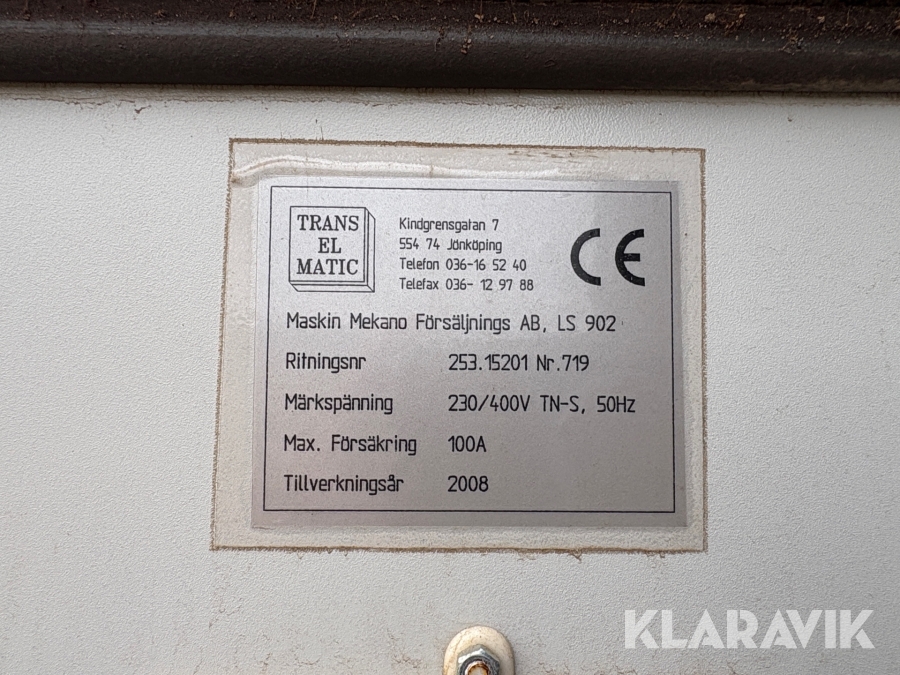 TRANS
EL
MATIC
Kindgrensgatan 7
554 74 Jönköping
Telefon 036-16 52 40
Telefax 036- 12 97 88
CE
Maskin Mekano Försäljnings AB, LS 902
Ritningsnr 253.15201 Nr.719
Märkspänning 230/400V TN-S, 50Hz
Max. Försäkring 100A
Tillverkningsår 2008
KLARAVIK